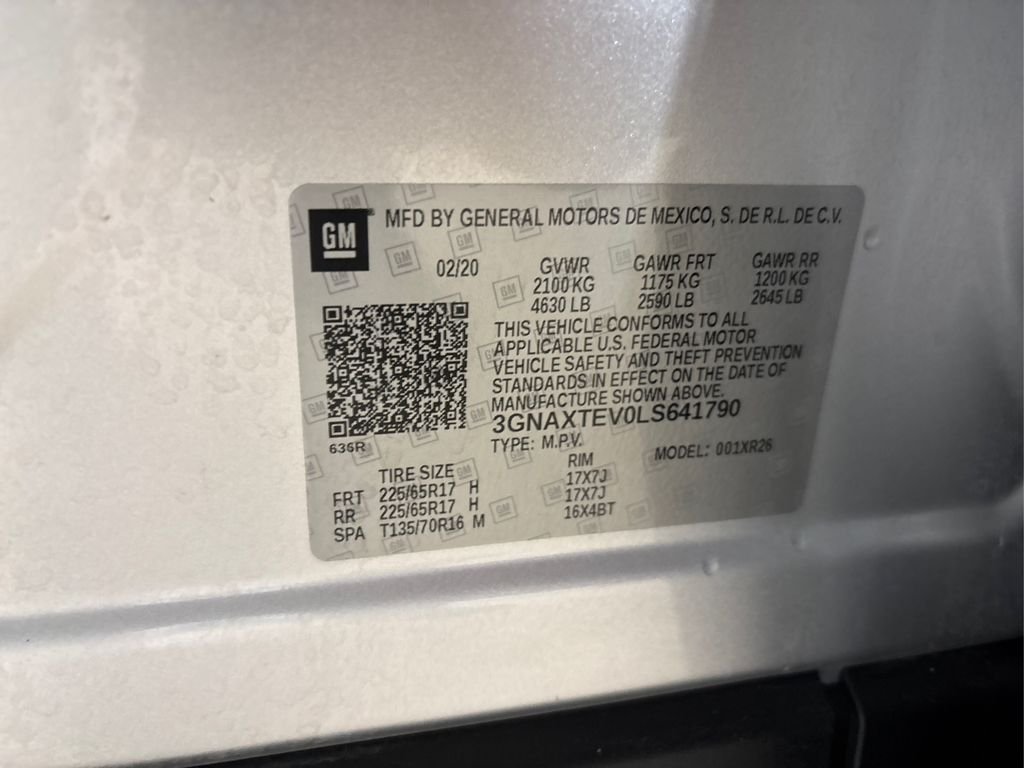 GM MFD BY GENERAL MOTORS DE MEXICO, S. DE R.L. DE C.V.
02/20 GVWR GAWR FRT GAWR RR
2100 KG 1175 KG 1200 KG
4630 LB 2590 LB 2645 LB
THIS VEHICLE CONFORMS TO ALL
APPLICABLE U.S. FEDERAL MOTOR
VEHICLE SAFETY AND THEFT PREVENTION
STANDARDS IN EFFECT ON THE DATE OF
MANUFACTURE SHOWN ABOVE.
3GNAXTEV0LS641790
635R
TYPE: M.P.V. MODEL: 001XR26
TIRE SIZE RIM
FRT 225/65R17 H 17X7J
RR 225/65R17 H 17X7J
SPA T135/70R16 M 16X4BT